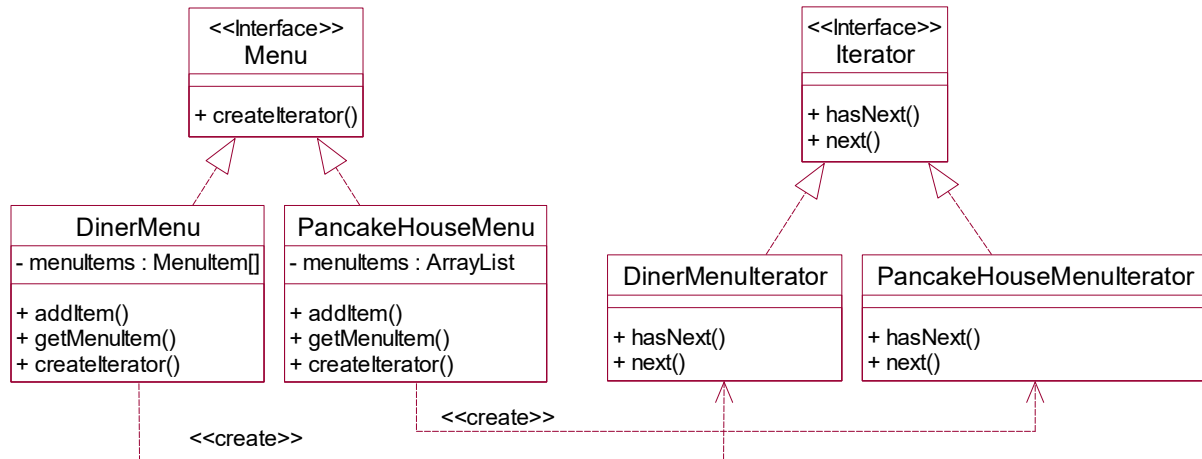 <<Interface>>
Menu
+ createIterator()
<<Interface>>
Iterator
+ hasNext()
+ next()
DinerMenu
- menuItems : MenuItem[]
+ addItem()
+ getMenuItem()
+ createIterator()
PancakeHouseMenu
- menuItems : ArrayList
+ addItem()
+ getMenuItem()
+ createIterator()
DinerMenuIterator
+ hasNext()
+ next()
PancakeHouseMenuIterator
+ hasNext()
+ next()
<<create>>
<<create>>